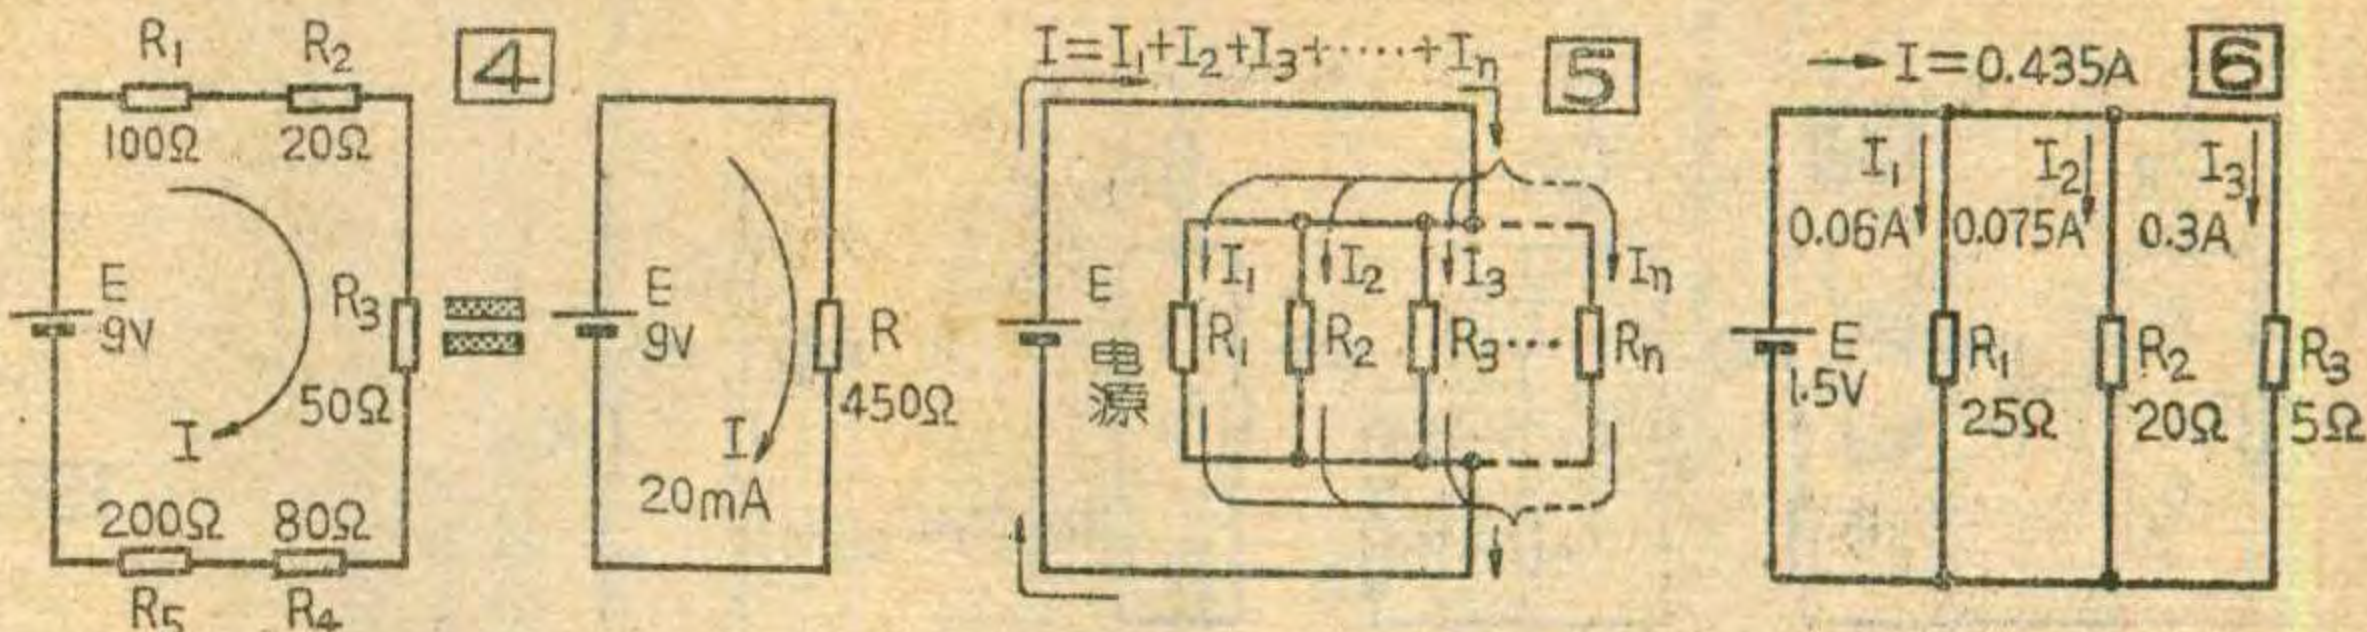 R₁ R₂
4
100Ω 20Ω
E
9V
R₃
50Ω
I
200Ω 80Ω
R₅ R₄
E
9V
R
450Ω
I
20mA
I=I₁+I₂+I₃+······+Iₙ
5
E
电
源
I₁ I₂ I₃ Iₙ
R₁ R₂ R₃··· Rₙ
→I=0.435A
6
I₁ I₂ I₃
0.06A 0.075A 0.3A
E
1.5V
R₁ R₂ R₃
25Ω 20Ω 5Ω